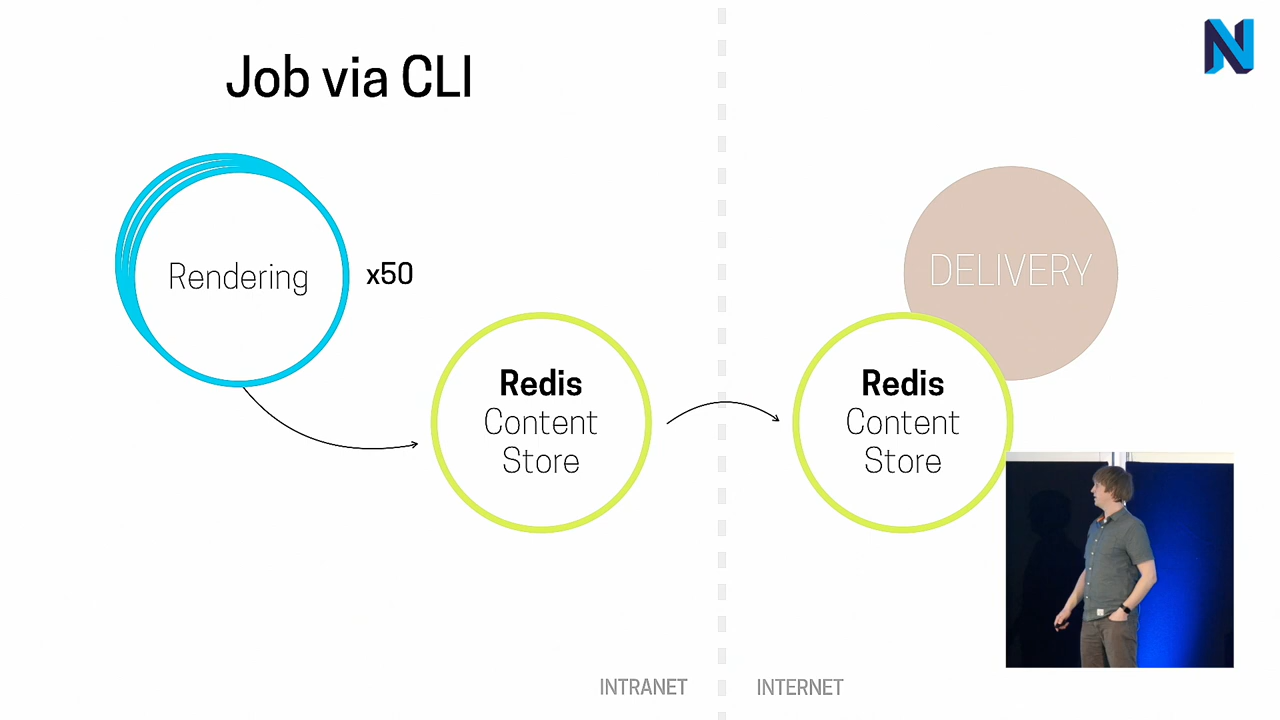 Job via CLI
Rendering
x50
Redis
Content
Store
Redis
Content
Store
DELIVERY
INTRANET
INTERNET